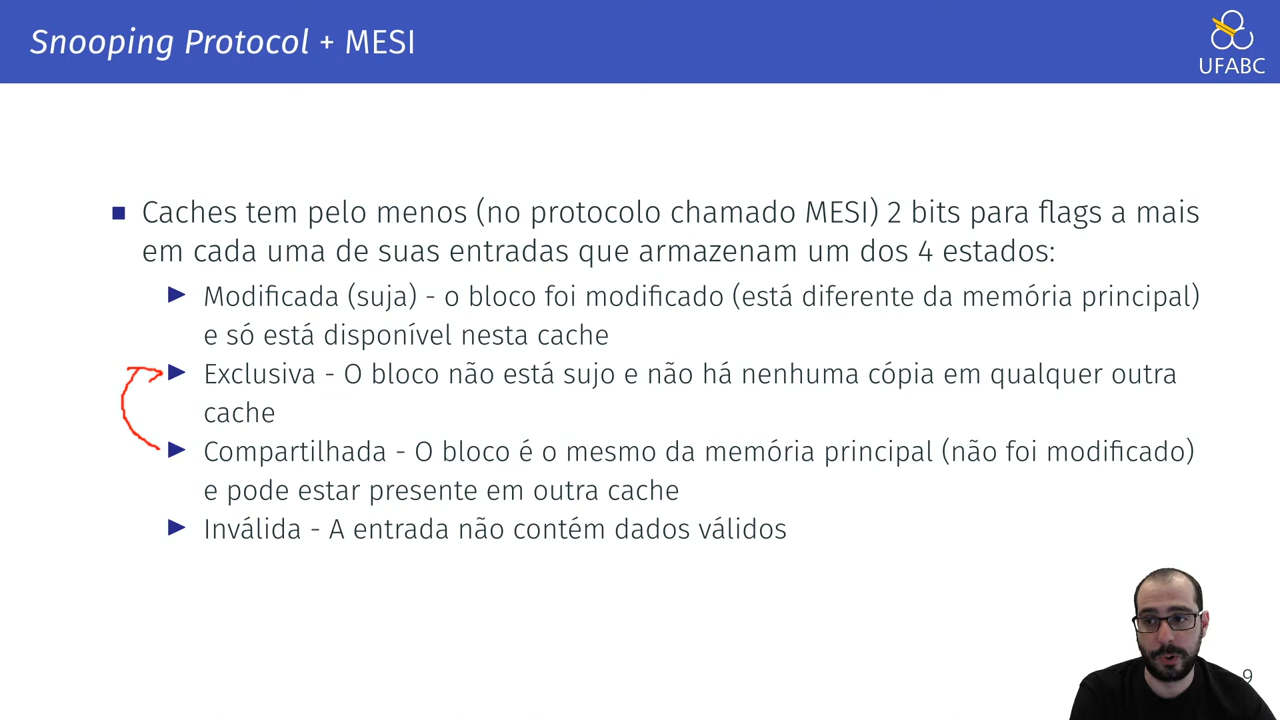 Snooping Protocol + MESI
UFABC
■ Caches tem pelo menos (no protocolo chamado MESI) 2 bits para flags a mais
em cada uma de suas entradas que armazenam um dos 4 estados:
▶ Modificada (suja) - o bloco foi modificado (está diferente da memória principal)
e só está disponível nesta cache
▶ Exclusiva - O bloco não está sujo e não há nenhuma cópia em qualquer outra
cache
▶ Compartilhada - O bloco é o mesmo da memória principal (não foi modificado)
e pode estar presente em outra cache
▶ Inválida - A entrada não contém dados válidos
9